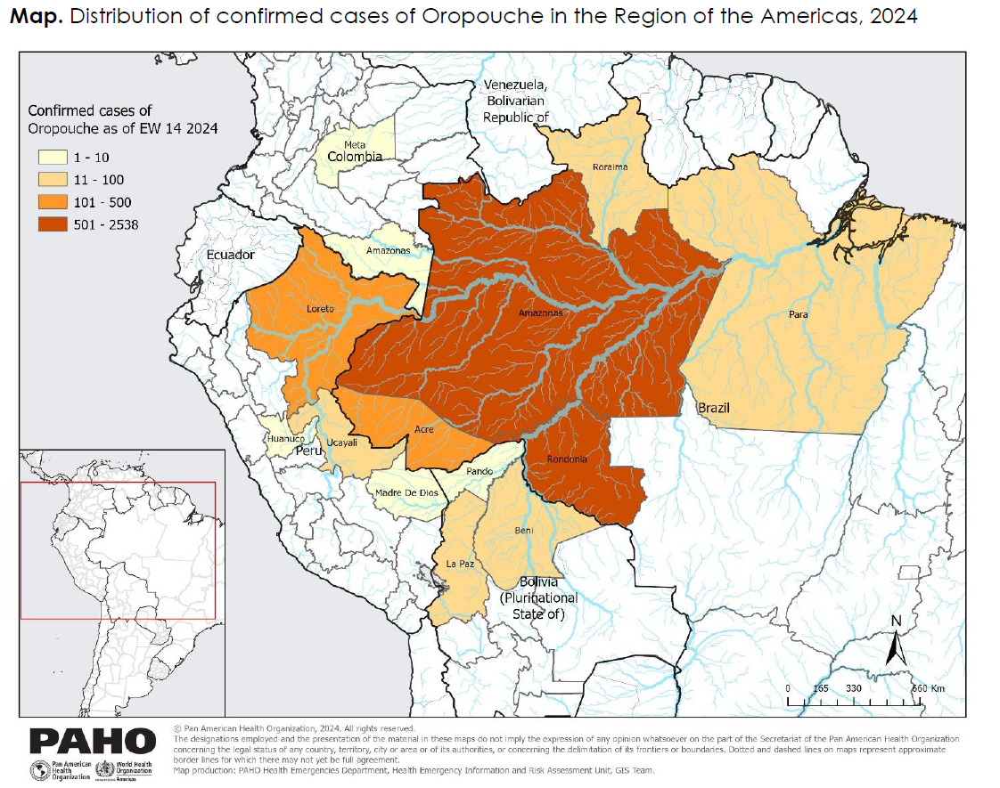 Map. Distribution of confirmed cases of Oropouche in the Region of the Americas, 2024
Confirmed cases of
Oropouche as of EW 14 2024
1 - 10
11 - 100
101 - 500
501 - 2538
Venezuela,
Bolivarian
Republic of
Meta
Colombia
Roraima
Ecuador
Amazonas
Loreto
Amazonas
Para
Brazil
Acre
Huanuco
Ucayali
Peru
Rondonia
Pando
Madre De Dios
Beni
La Paz
Bolivia
(Plurinational
State of)
N
0 165 330 660 Km
PAHO
Pan American
Health
Organization
World Health
Organization
Americas
© Pan American Health Organization, 2024. All rights reserved.
The designations employed and the presentation of the material in these maps do not imply the expression of any opinion whatsoever on the part of the Secretariat of the Pan American Health Organization
concerning the legal status of any country, territory, city or area or of its authorities, or concerning the delimitation of its frontiers or boundaries. Dotted and dashed lines on maps represent approximate
border lines for which there may not yet be full agreement.
Map production: PAHO Health Emergencies Department, Health Emergency Information and Risk Assessment Unit, GIS Team.